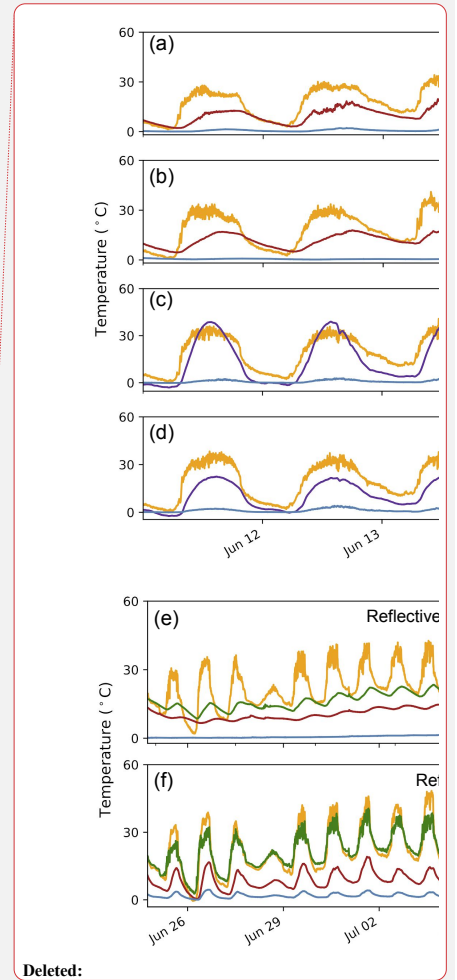 60
(a)
30
0
60
(b)
30
0
Temperature (°C)
60
(c)
30
0
60
(d)
30
0
Jun 12
Jun 13
60
(e)
Reflective
30
0
Temperature (°C)
60
(f)
Ref
30
0
Jun 26
Jun 29
Jul 02
Deleted: